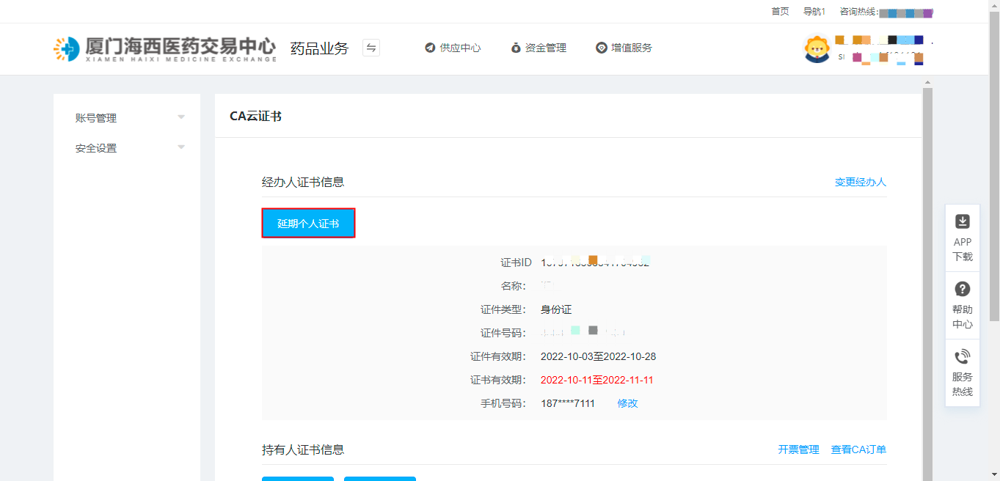 首页 导航1 咨询热线:
厦门海西医药交易中心
XIAMEN HAIXI MEDICINE EXCHANGE
药品业务
供应中心 资金管理 增值服务
账号管理
安全设置
CA云证书
经办人证书信息 变更经办人
延期个人证书
证书ID
名称：
证件类型： 身份证
证件号码：
证件有效期： 2022-10-03至2022-10-28
证书有效期： 2022-10-11至2022-11-11
手机号码： 187****7111 修改
持有人证书信息 开票管理 查看CA订单
APP
下载
帮助
中心
服务
热线